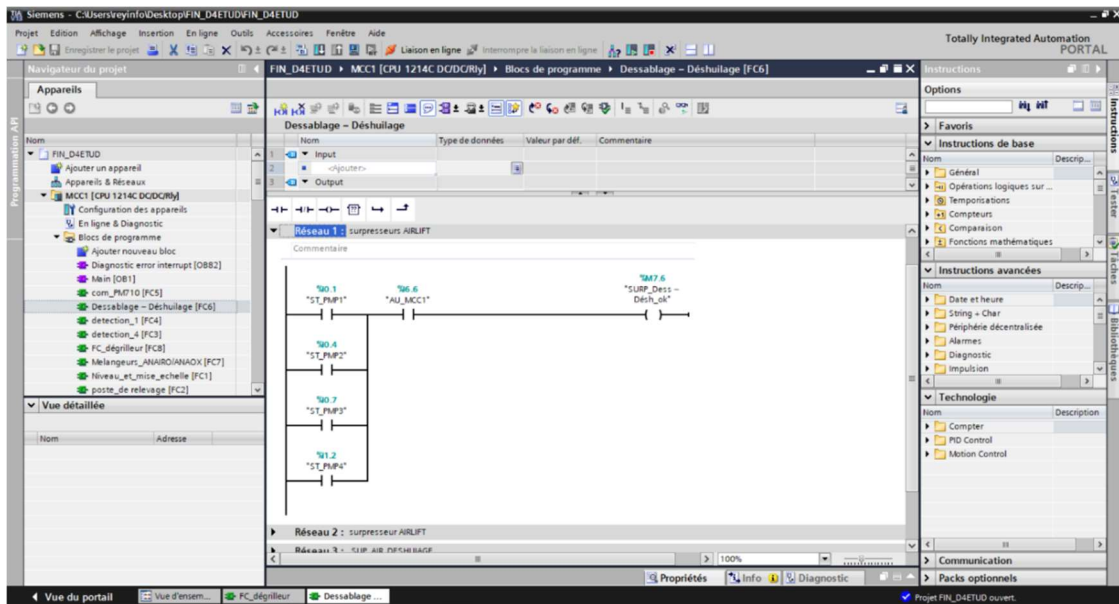 Siemens - C:\Users\reyinfo\Desktop\FIN_D4ETUD\FIN_D4ETUD
Projet Edition Affichage Insertion En ligne Outils Accessoires Fenêtre Aide
Enregistrer le projet Liaison en ligne Interrompre la liaison en ligne
Totally Integrated Automation
PORTAL
Navigateur du projet
FIN_D4ETUD MCC1 [CPU 1214C DC/DC/Rly] Blocs de programme Dessablage – Déshuilage [FC6]
Instructions
Appareils
Options
Programmation API
Nom
FIN_D4ETUD
Ajouter un appareil
Appareils & Réseaux
MCC1 [CPU 1214C DC/DC/Rly]
Configuration des appareils
En ligne & Diagnostic
Blocs de programme
Ajouter nouveau bloc
Diagnostic error interrupt [OB82]
Main [OB1]
com_PM710 [FC5]
Dessablage – Déshuilage [FC6]
detection_1 [FC4]
detection_4 [FC3]
FC_dégrilleur [FC8]
Melangeurs_ANAIRO/ANAOX [FC7]
Niveau_et_mise_echelle [FC1]
poste_de relevage [FC2]
Vue détaillée
Nom Adresse
Dessablage – Déshuilage
Nom Type de données Valeur par déf. Commentaire
1 Input
2 <Ajouter>
3 Output
Réseau 1 : surpresseurs AIRLIFT
Commentaire
%I0.1
"ST_PMP1"
%I6.6
"AU_MCC1"
%M7.6
"SURP_Dess –
Désh_ok"
%I0.4
"ST_PMP2"
%I0.7
"ST_PMP3"
%I1.2
"ST_PMP4"
Réseau 2 : surpresseur AIRLIFT
Réseau 3 : SUP_AIR_DESHUILAGE
100%
Propriétés Info Diagnostic
Favoris
Instructions de base
Nom Descrip...
Général
Opérations logiques sur ...
Temporisations
Compteurs
Comparaison
Fonctions mathématiques
Instructions avancées
Nom Descrip...
Date et heure
String + Char
Périphérie décentralisée
Alarmes
Diagnostic
Impulsion
Technologie
Nom Description
Compter
PID Control
Motion Control
Communication
Packs optionnels
Instructions
Tester
Tâches
Bibliothèques
Vue du portail Vue d'ensem... FC_dégrilleur Dessablage ...
Projet FIN_D4ETUD ouvert.